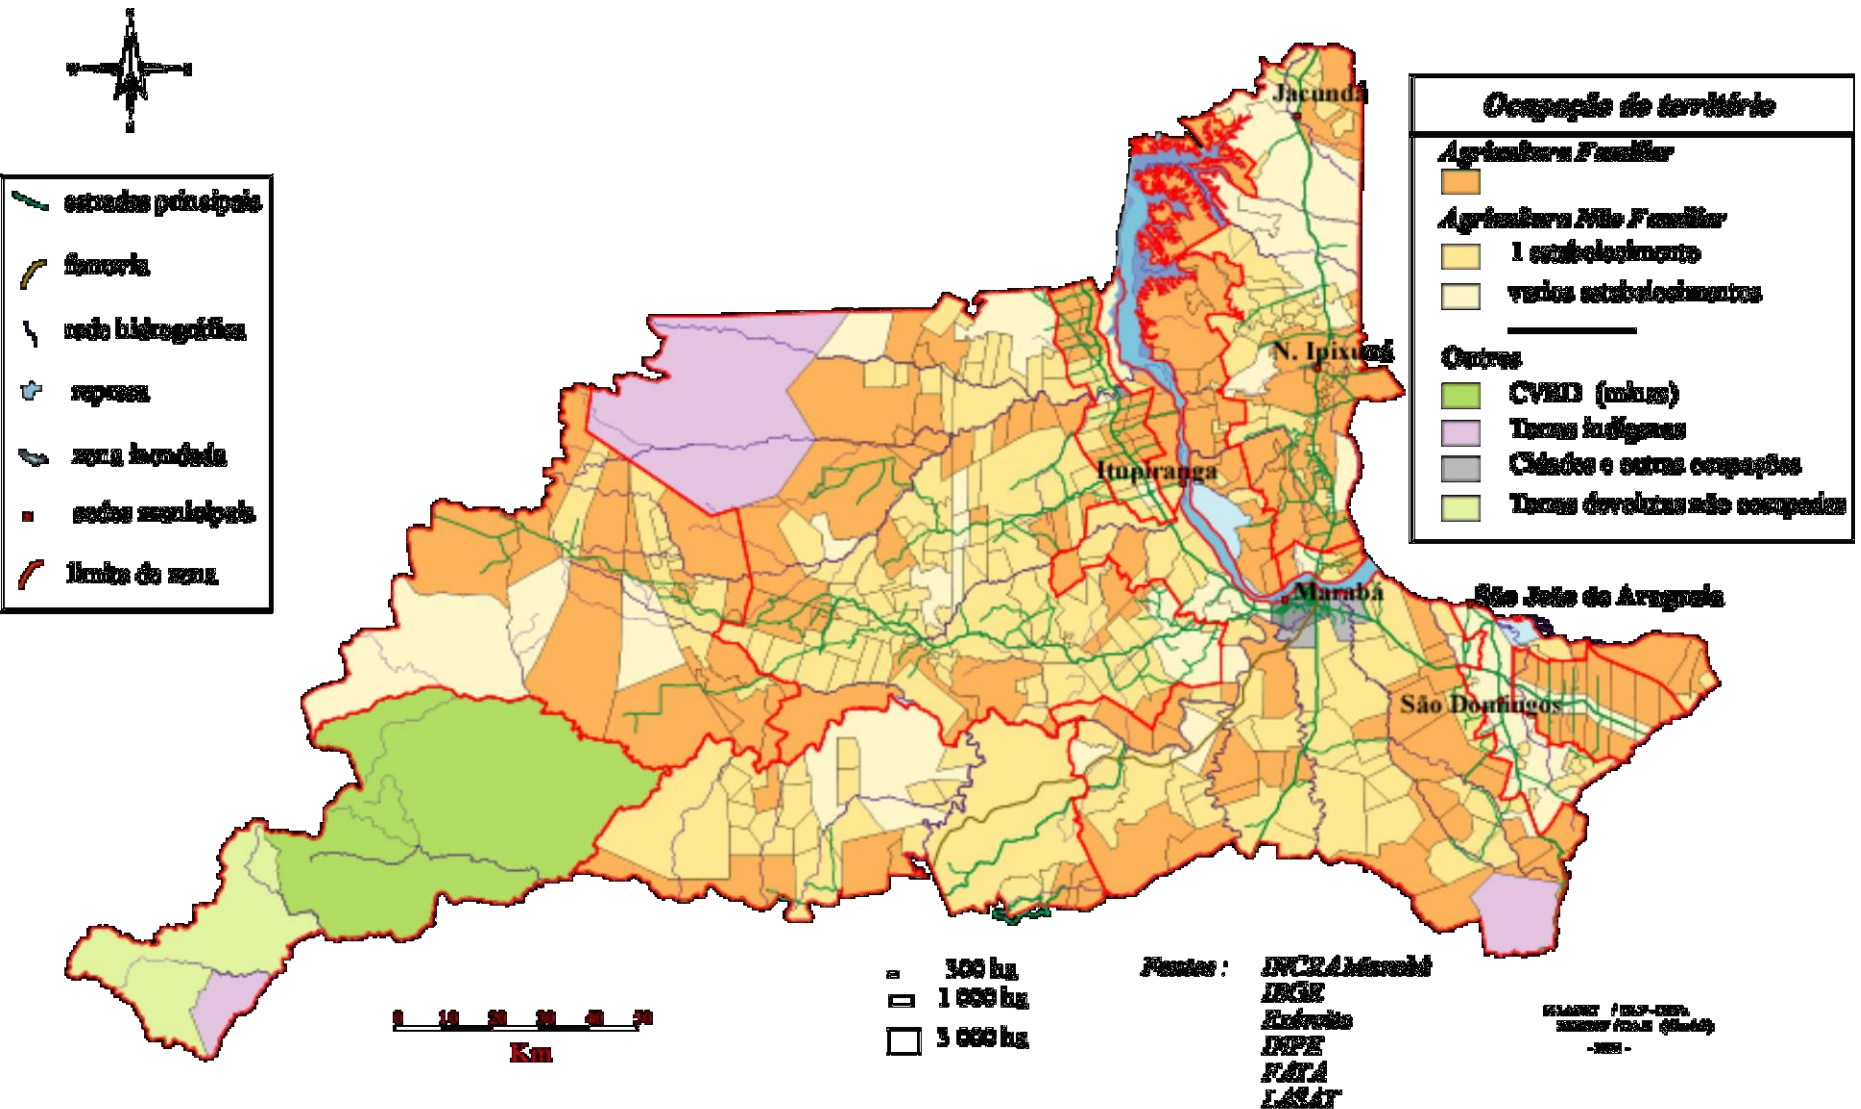 Jacundá
Ocupação do território
Agricultura Familiar
estradas principais
Agricultura Não Familiar
1 estabelecimento
ferrovia
varios estabelecimentos
rede hidrográfica
N. Ipixuna
Outros
represa
CVRD (minas)
Terras indígenas
zona inundada
Itupiranga
Cidades e outras ocupações
sedes municipais
Terras devolutas não ocupadas
limite de zona
Marabá
São João do Araguaia
São Domingos
0 10 20 30 40 50
Km
300 ha
1 000 ha
5 000 ha
Fontes :
INCRA Marabá
IBGE
Exército
INPE
FATA
LASAT